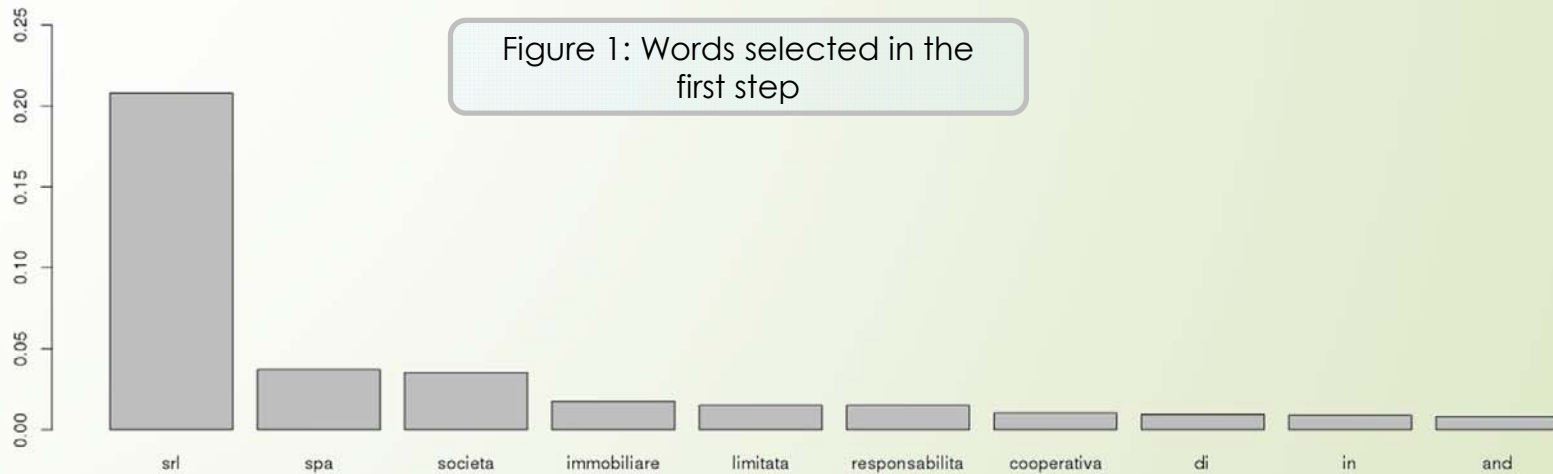 Figure 1: Words selected in the
first step
0.25
0.20
0.15
0.10
0.05
0.00
srl spa societa immobiliare limitata responsabilita cooperativa di in and